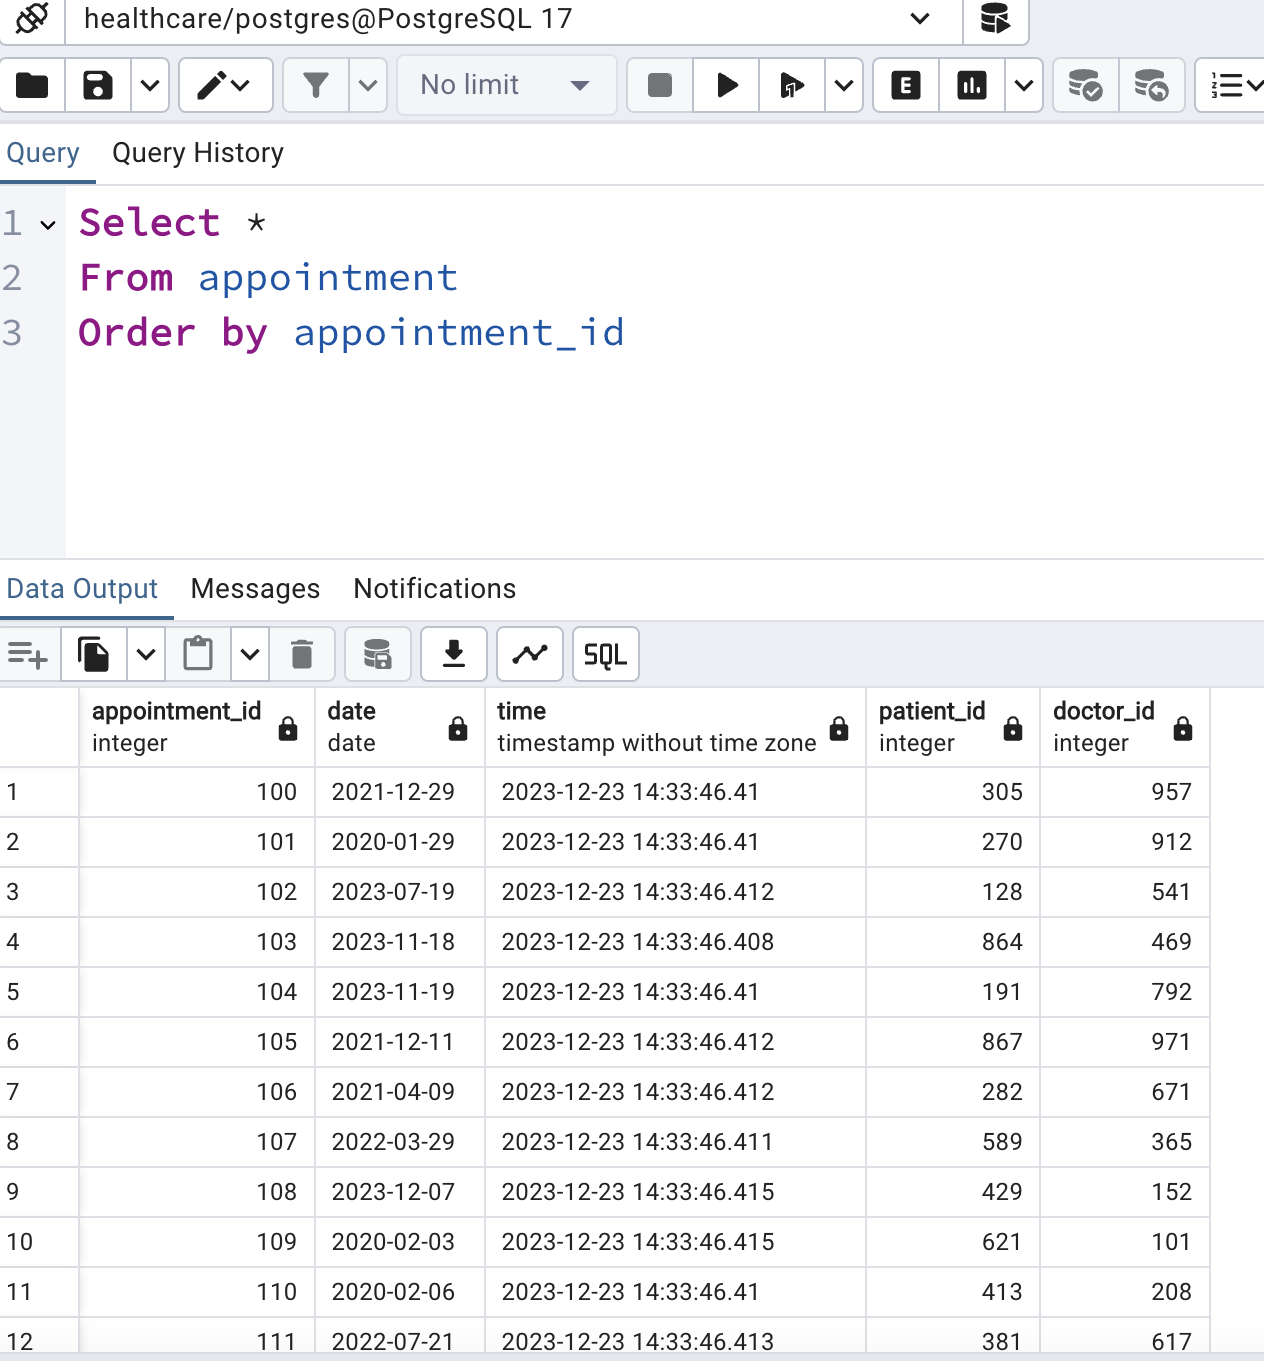 healthcare/postgres@PostgreSQL 17
No limit
E
Query Query History
1 Select *
2 From appointment
3 Order by appointment_id
Data Output Messages Notifications
SQL
appointment_id date time patient_id doctor_id
integer date timestamp without time zone integer integer
1 100 2021-12-29 2023-12-23 14:33:46.41 305 957
2 101 2020-01-29 2023-12-23 14:33:46.41 270 912
3 102 2023-07-19 2023-12-23 14:33:46.412 128 541
4 103 2023-11-18 2023-12-23 14:33:46.408 864 469
5 104 2023-11-19 2023-12-23 14:33:46.41 191 792
6 105 2021-12-11 2023-12-23 14:33:46.412 867 971
7 106 2021-04-09 2023-12-23 14:33:46.412 282 671
8 107 2022-03-29 2023-12-23 14:33:46.411 589 365
9 108 2023-12-07 2023-12-23 14:33:46.415 429 152
10 109 2020-02-03 2023-12-23 14:33:46.415 621 101
11 110 2020-02-06 2023-12-23 14:33:46.41 413 208
12 111 2022-07-21 2023-12-23 14:33:46.413 381 617